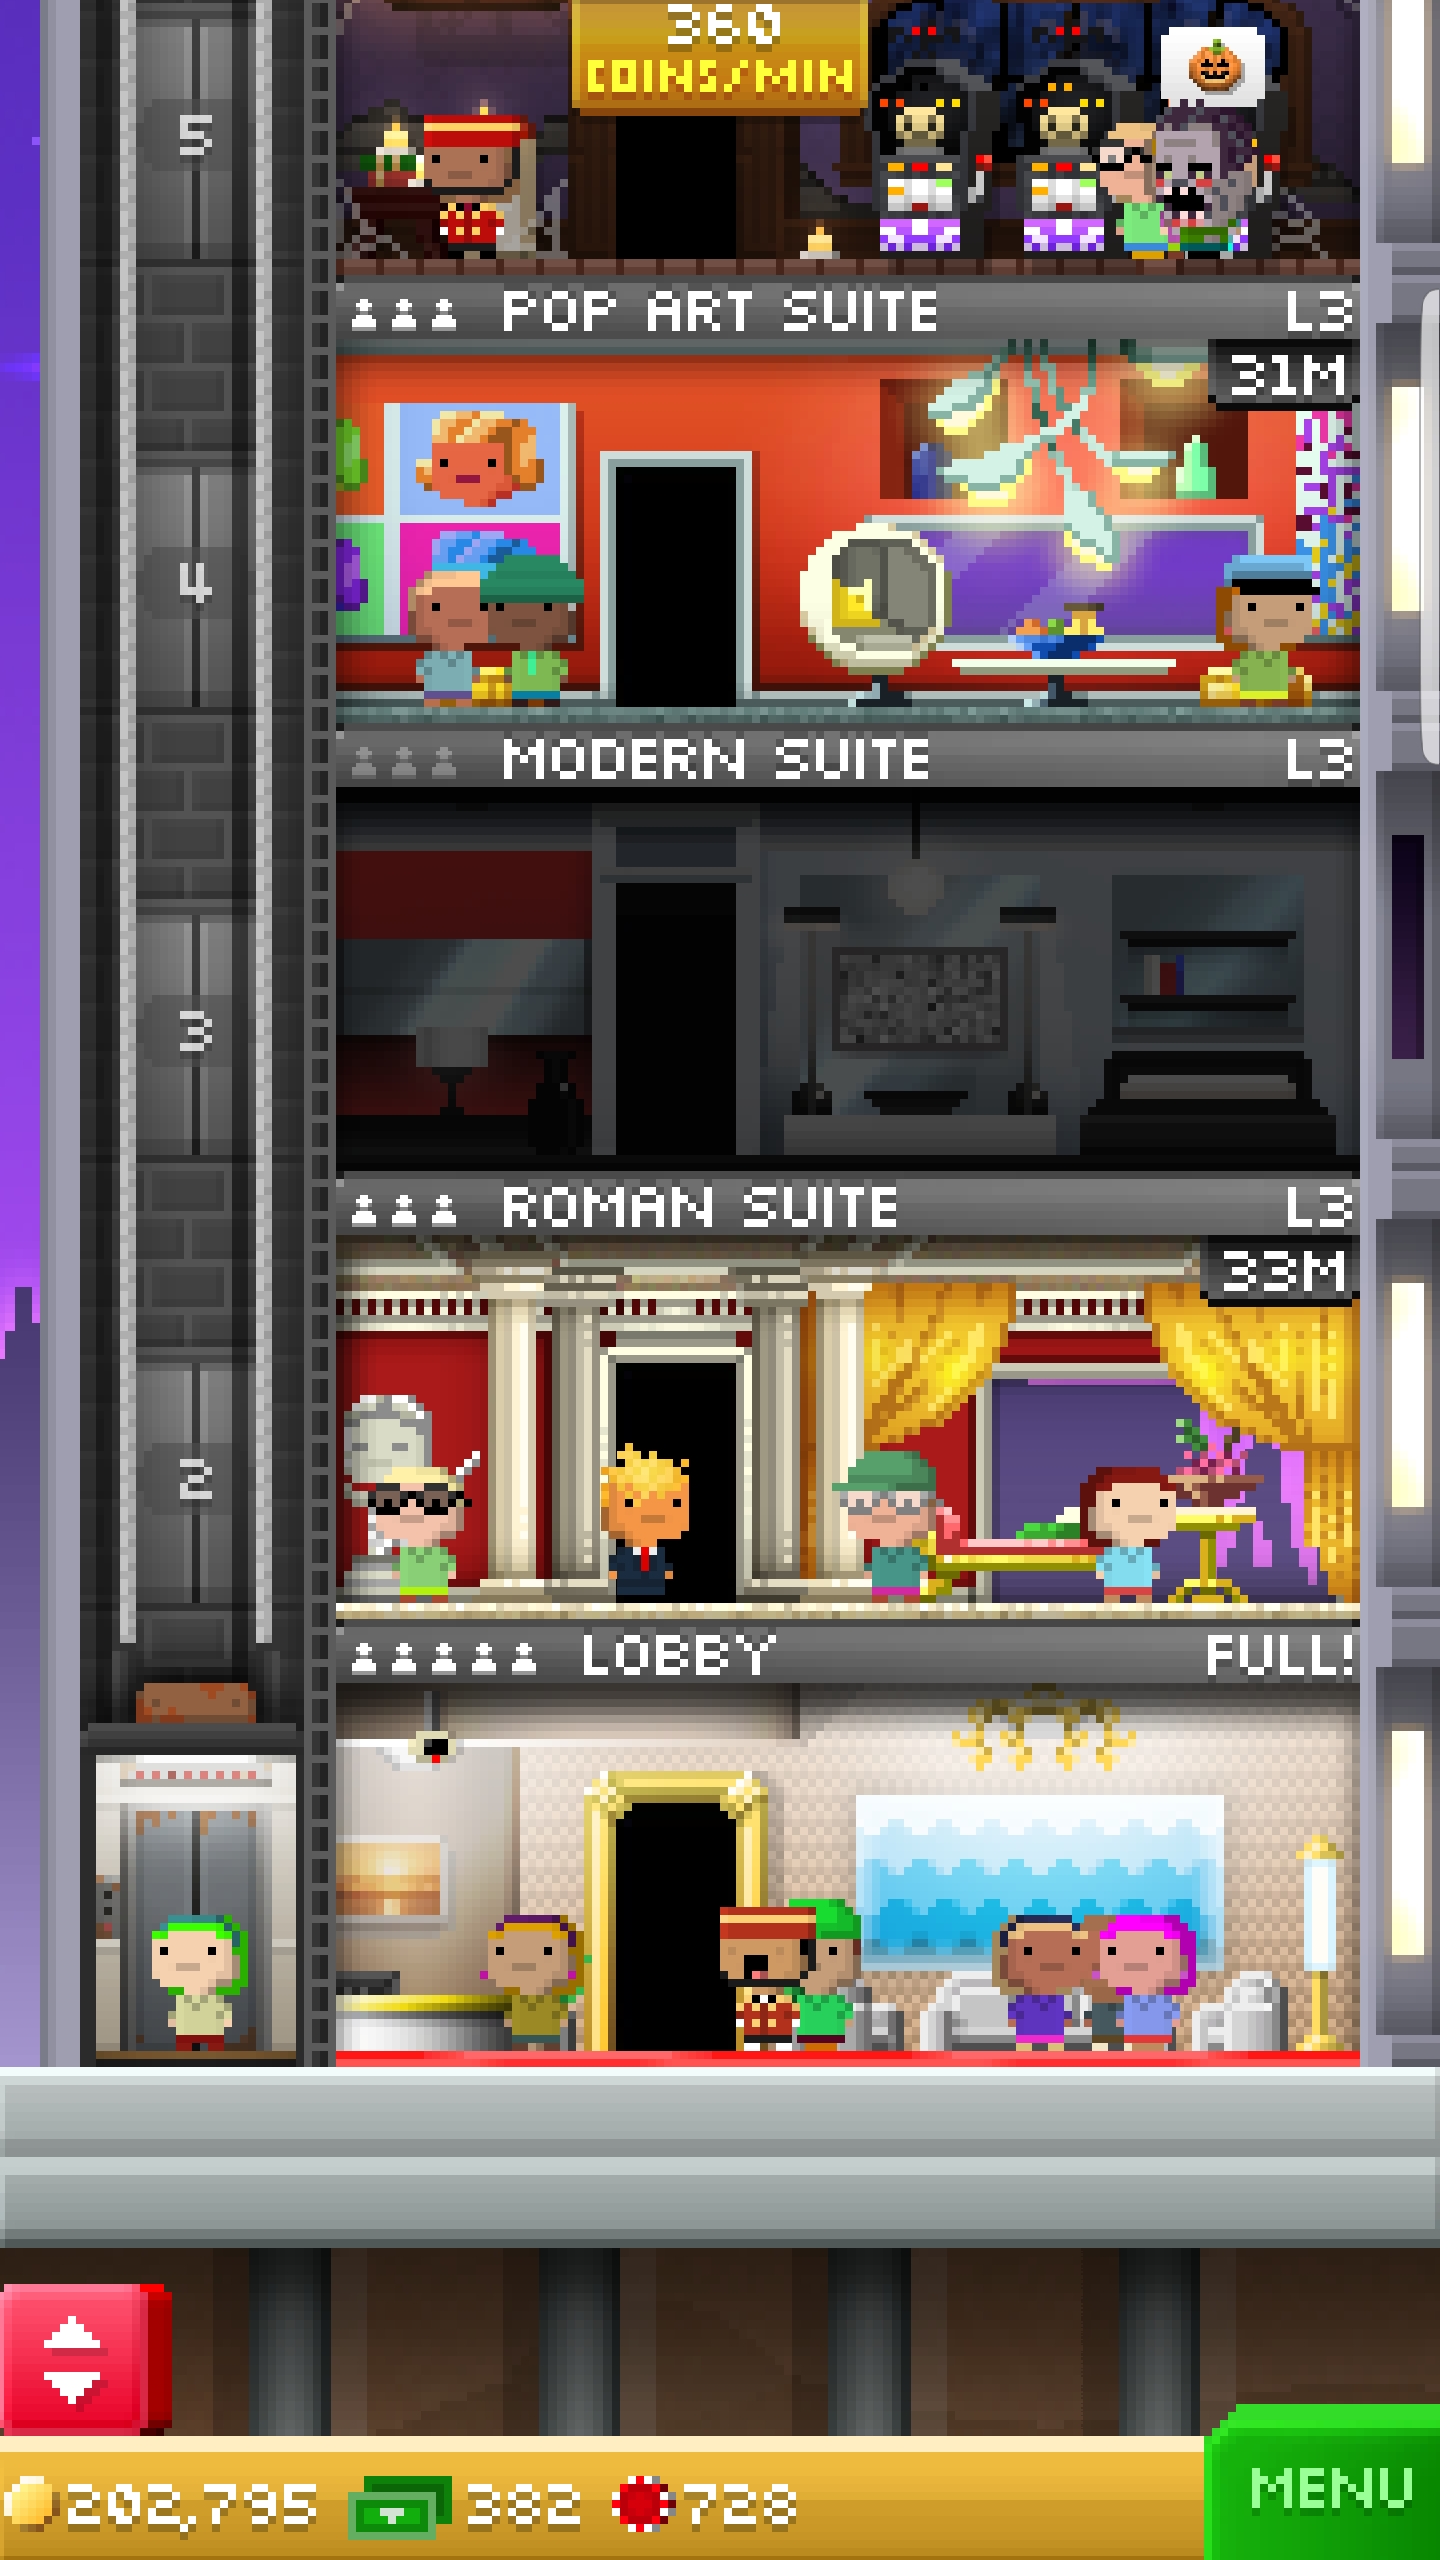 360
COINS/MIN
5
POP ART SUITE L3
31M
4
MODERN SUITE L3
3
ROMAN SUITE L3
33M
2
LOBBY FULL!
202,795 382 728
MENU